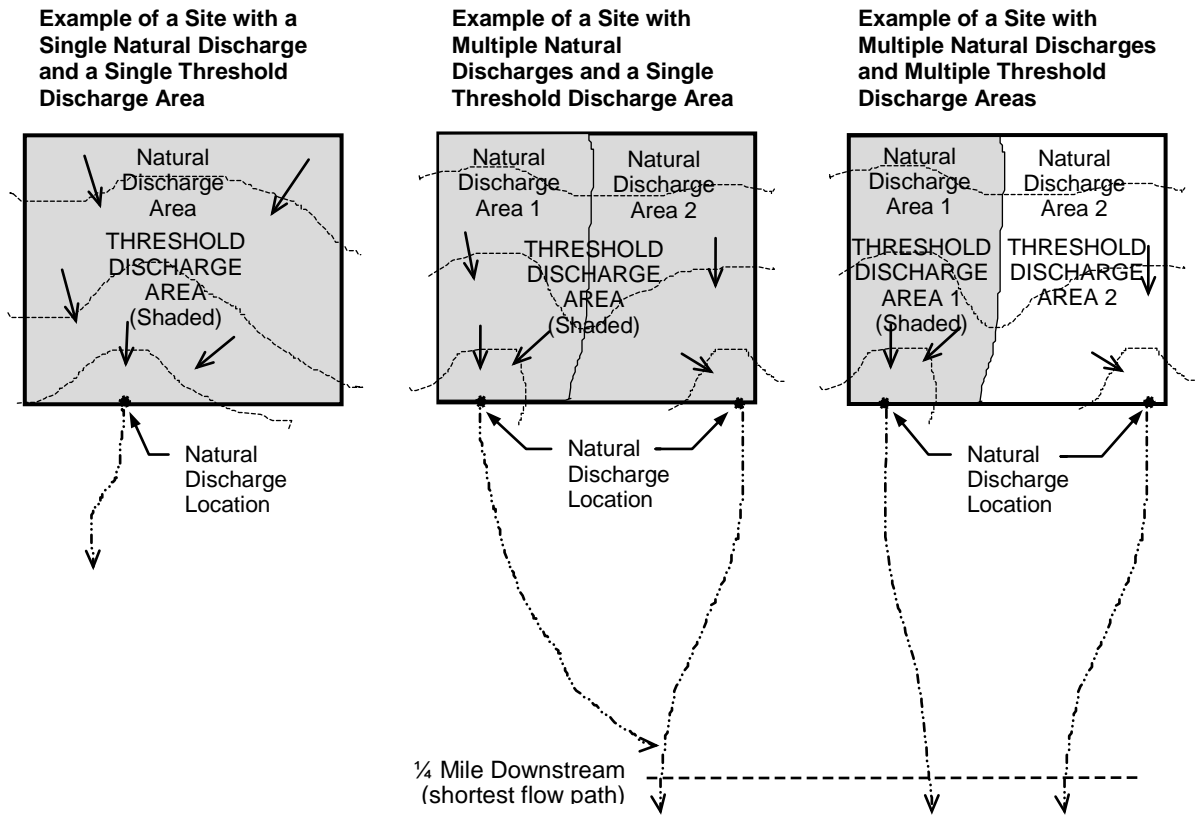 Example of a Site with a
Single Natural Discharge
and a Single Threshold
Discharge Area
Natural
Discharge
Area
THRESHOLD
DISCHARGE
AREA
(Shaded)
Natural
Discharge
Location
Example of a Site with
Multiple Natural
Discharges and a Single
Threshold Discharge Area
Natural
Discharge
Area 1
Natural
Discharge
Area 2
THRESHOLD
DISCHARGE
AREA
(Shaded)
Natural
Discharge
Location
¼ Mile Downstream
(shortest flow path)
Example of a Site with
Multiple Natural Discharges
and Multiple Threshold
Discharge Areas
Natural
Discharge
Area 1
THRESHOLD
DISCHARGE
AREA 1
(Shaded)
Natural
Discharge
Area 2
THRESHOLD
DISCHARGE
AREA 2
Natural
Discharge
Location